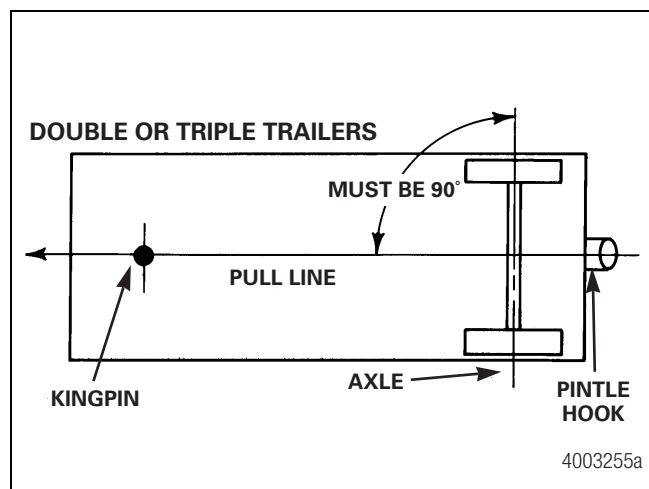 DOUBLE OR TRIPLE TRAILERS
MUST BE 90°
PULL LINE
KINGPIN
AXLE
PINTLE
HOOK
4003255a